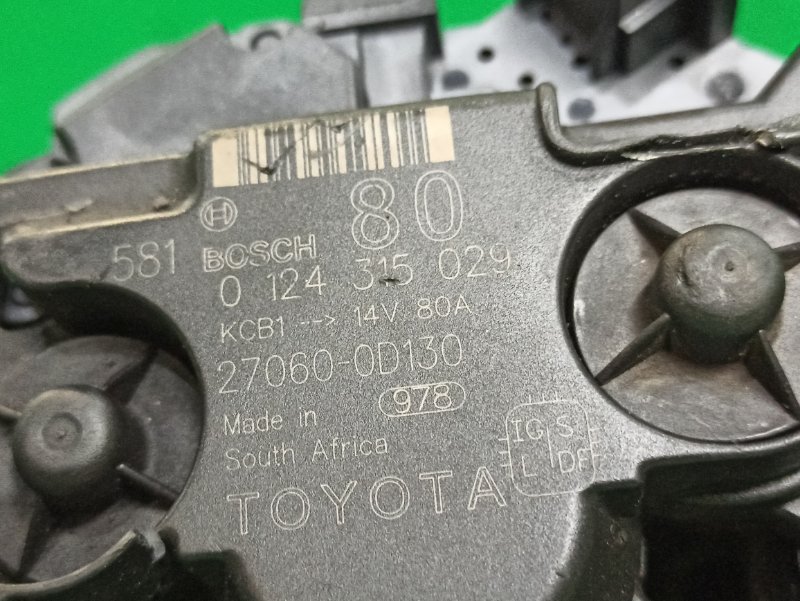 80
581 BOSCH
0 124 315 029
KCB1 --> 14V 80A
27060-0D130
Made in 978
South Africa
IG S
L DF
TOYOTA